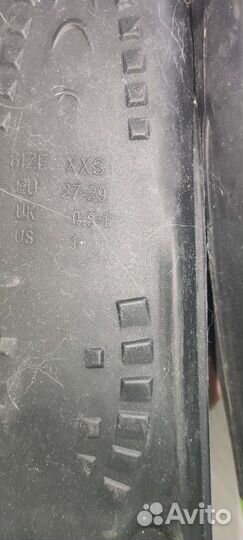 SIZE XXS
EU 27-29
UK 0.5-1
US 1
Avito